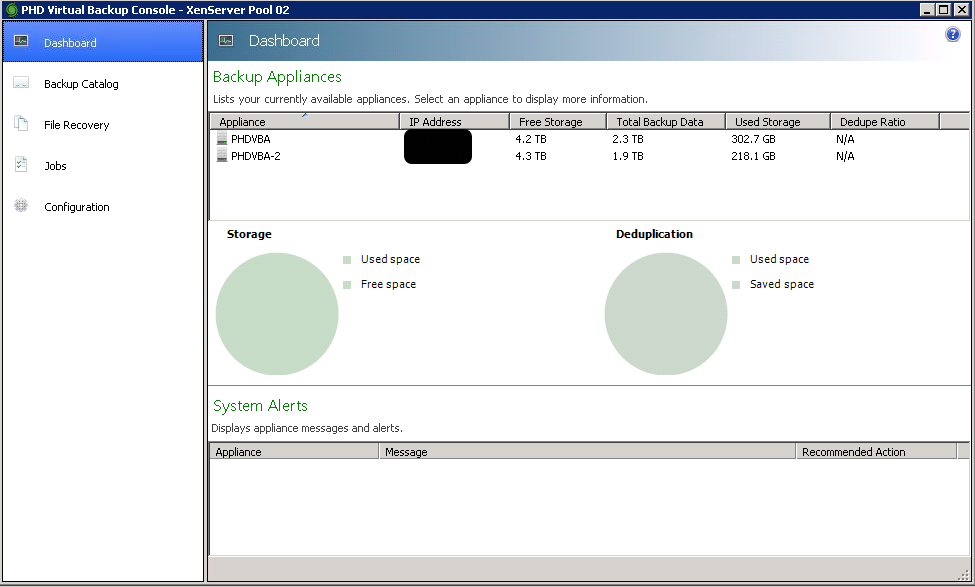 PHD Virtual Backup Console - XenServer Pool 02
Dashboard
Backup Catalog
File Recovery
Jobs
Configuration
Dashboard
?
Backup Appliances
Lists your currently available appliances. Select an appliance to display more information.
Appliance IP Address Free Storage Total Backup Data Used Storage Dedupe Ratio
PHDVBA 4.2 TB 2.3 TB 302.7 GB N/A
PHDVBA-2 4.3 TB 1.9 TB 218.1 GB N/A
Storage Deduplication
Used space Used space
Free space Saved space
System Alerts
Displays appliance messages and alerts.
Appliance Message Recommended Action